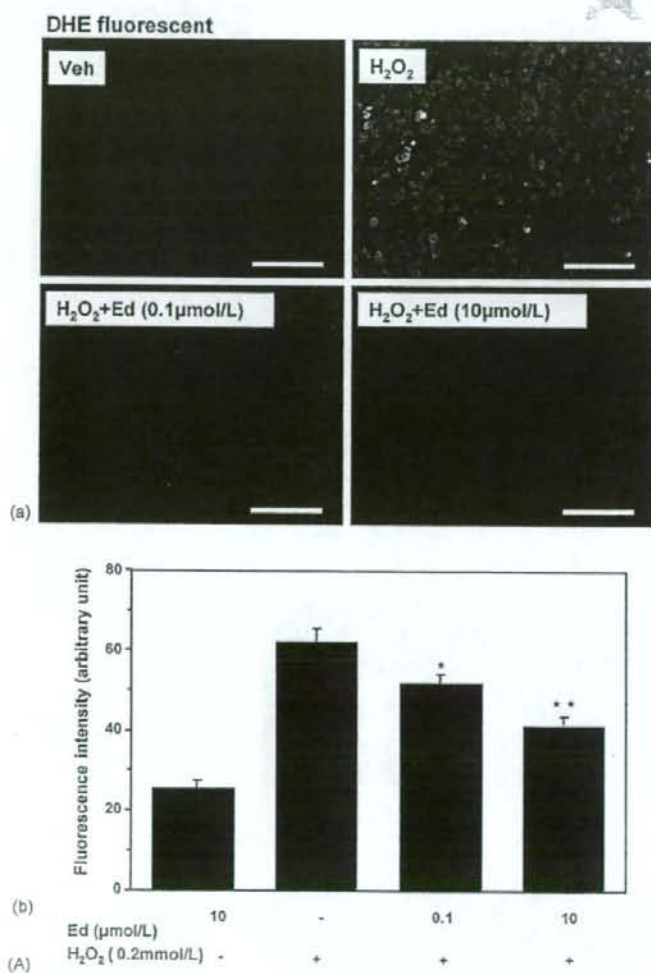 DHE fluorescent
Veh
H₂O₂
H₂O₂+Ed (0.1μmol/L)
H₂O₂+Ed (10μmol/L)
(a)
Fluorescence intensity (arbitrary unit)
80
60
40
20
0
*
* *
(b)
10 - 0.1 10
Ed (μmol/L)
H₂O₂ ( 0.2mmol/L) - + + +
(A)